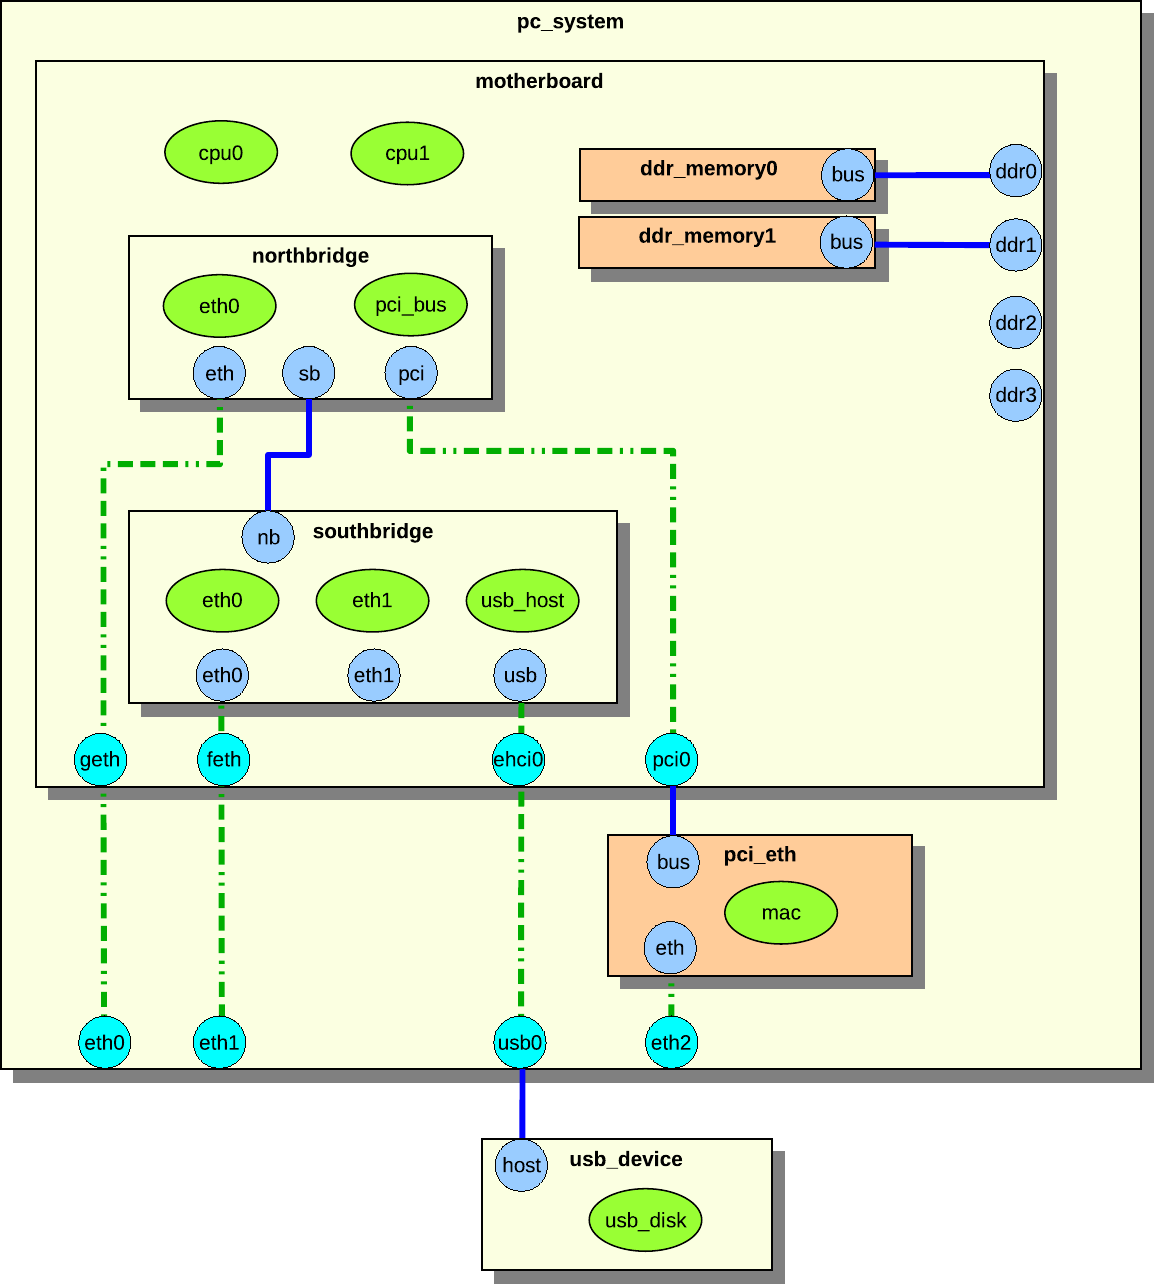 pc_system
motherboard
cpu0
cpu1
ddr_memory0
bus
ddr0
ddr_memory1
bus
ddr1
northbridge
eth0
pci_bus
ddr2
eth
sb
pci
ddr3
nb
southbridge
eth0
eth1
usb_host
eth0
eth1
usb
geth
feth
ehci0
pci0
bus
pci_eth
mac
eth
eth0
eth1
usb0
eth2
host
usb_device
usb_disk